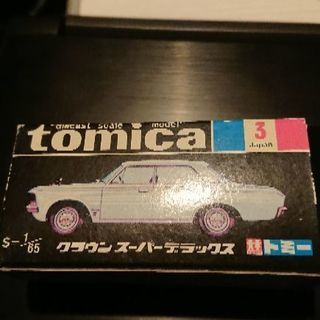 diecast scale model
tomica
3
Japan
S=1/65
クラウン スーパーデラックス
トミー